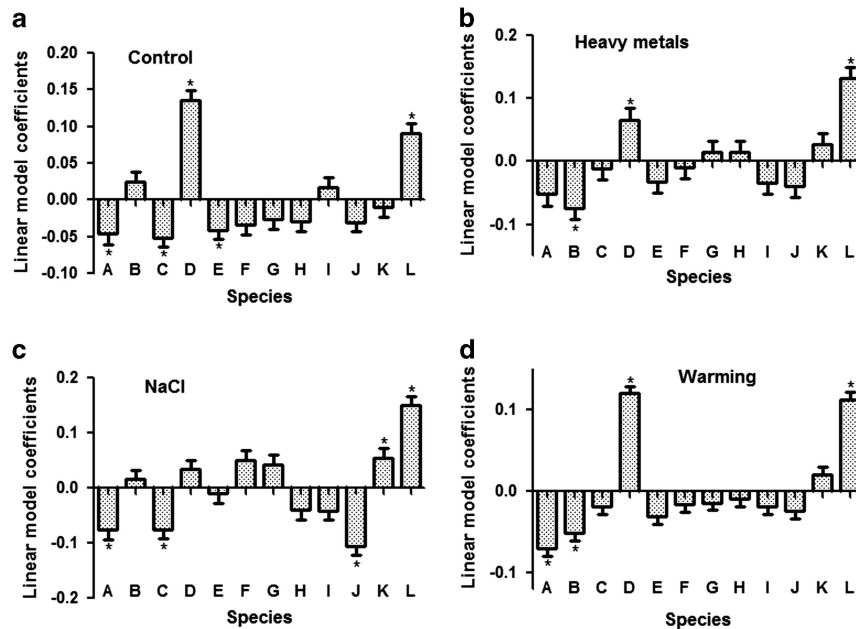 a
Control
Linear model coefficients
0.20
0.15
0.10
0.05
0.00
-0.05
-0.10
* * * * *
A B C D E F G H I J K L
Species
b
Heavy metals
Linear model coefficients
0.2
0.1
0.0
-0.1
* * *
A B C D E F G H I J K L
Species
c
NaCl
Linear model coefficients
0.2
0.1
0.0
-0.1
-0.2
* * * * *
A B C D E F G H I J K L
Species
d
Warming
Linear model coefficients
0.1
0.0
-0.1
* * * *
A B C D E F G H I J K L
Species